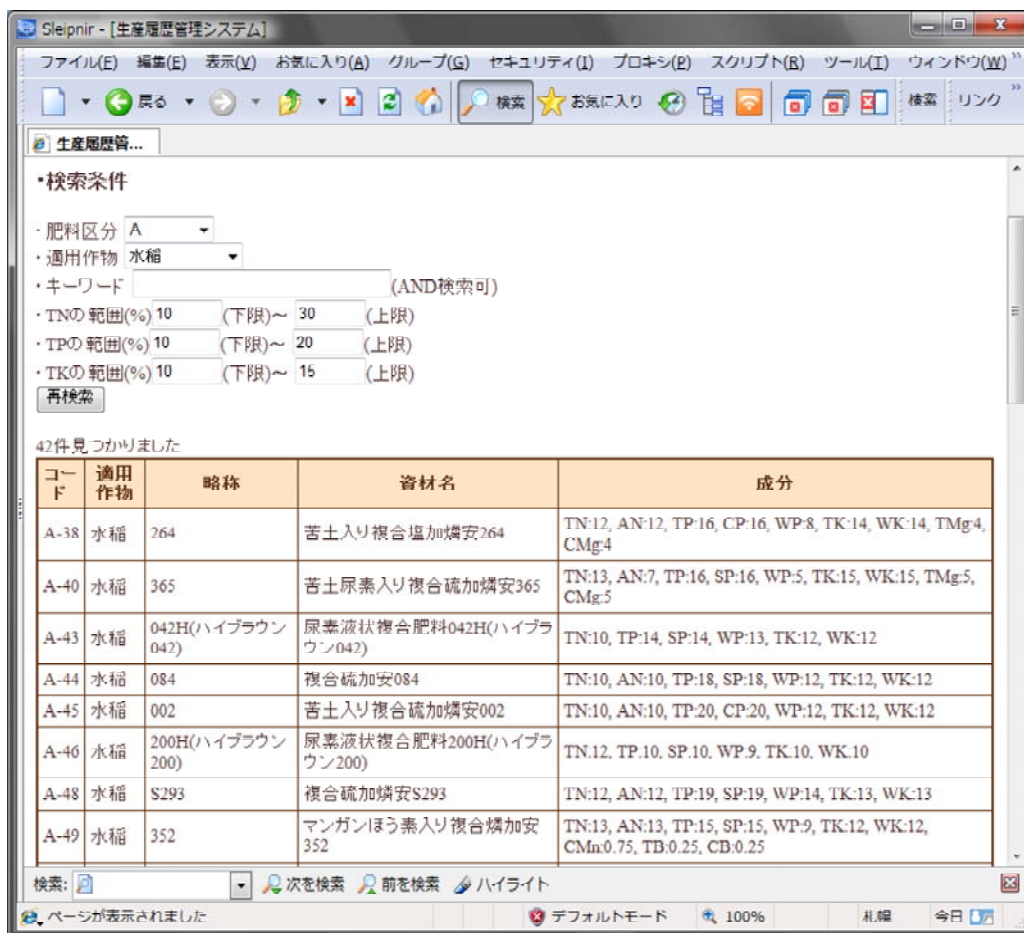 Sleipnir - [生産履歴管理システム]
ファイル(F) 編集(E) 表示(V) お気に入り(A) グループ(G) セキュリティ(I) プロキシ(P) スクリプト(R) ツール(T) ウィンドウ(W) »
戻る 検索 お気に入り 検索 リンク »
生産履歴管...
・検索条件
・肥料区分 A
・適用作物 水稲
・キーワード (AND検索可)
・TNの範囲(%) 10 (下限)～ 30 (上限)
・TPの範囲(%) 10 (下限)～ 20 (上限)
・TKの範囲(%) 10 (下限)～ 15 (上限)
再検索
42件見つかりました
コード 適用作物 略称 資材名 成分
A-38 水稲 264 苦土入り複合塩加燐安264 TN:12, AN:12, TP:16, CP:16, WP:8, TK:14, WK:14, TMg:4,
CMg:4
A-40 水稲 365 苦土尿素入り複合硫加燐安365 TN:13, AN:7, TP:16, SP:16, WP:5, TK:15, WK:15, TMg:5,
CMg:5
A-43 水稲 042H(ハイブラウン042) 尿素液状複合肥料042H(ハイブラウン042) TN:10, TP:14, SP:14, WP:13, TK:12, WK:12
A-44 水稲 084 複合硫加安084 TN:10, AN:10, TP:18, SP:18, WP:12, TK:12, WK:12
A-45 水稲 002 苦土入り複合硫加燐安002 TN:10, AN:10, TP:20, CP:20, WP:12, TK:12, WK:12
A-46 水稲 200H(ハイブラウン200) 尿素液状複合肥料200H(ハイブラウン200) TN:12, TP:10, SP:10, WP:9, TK:10, WK:10
A-48 水稲 S293 複合硫加燐安S293 TN:12, AN:12, TP:19, SP:19, WP:14, TK:13, WK:13
A-49 水稲 352 マンガンほう素入り複合燐加安352 TN:13, AN:13, TP:15, SP:15, WP:9, TK:12, WK:12,
CMn:0.75, TB:0.25, CB:0.25
検索: 次を検索 前を検索 ハイライト
ページが表示されました デフォルトモード 100% 札幌 今日